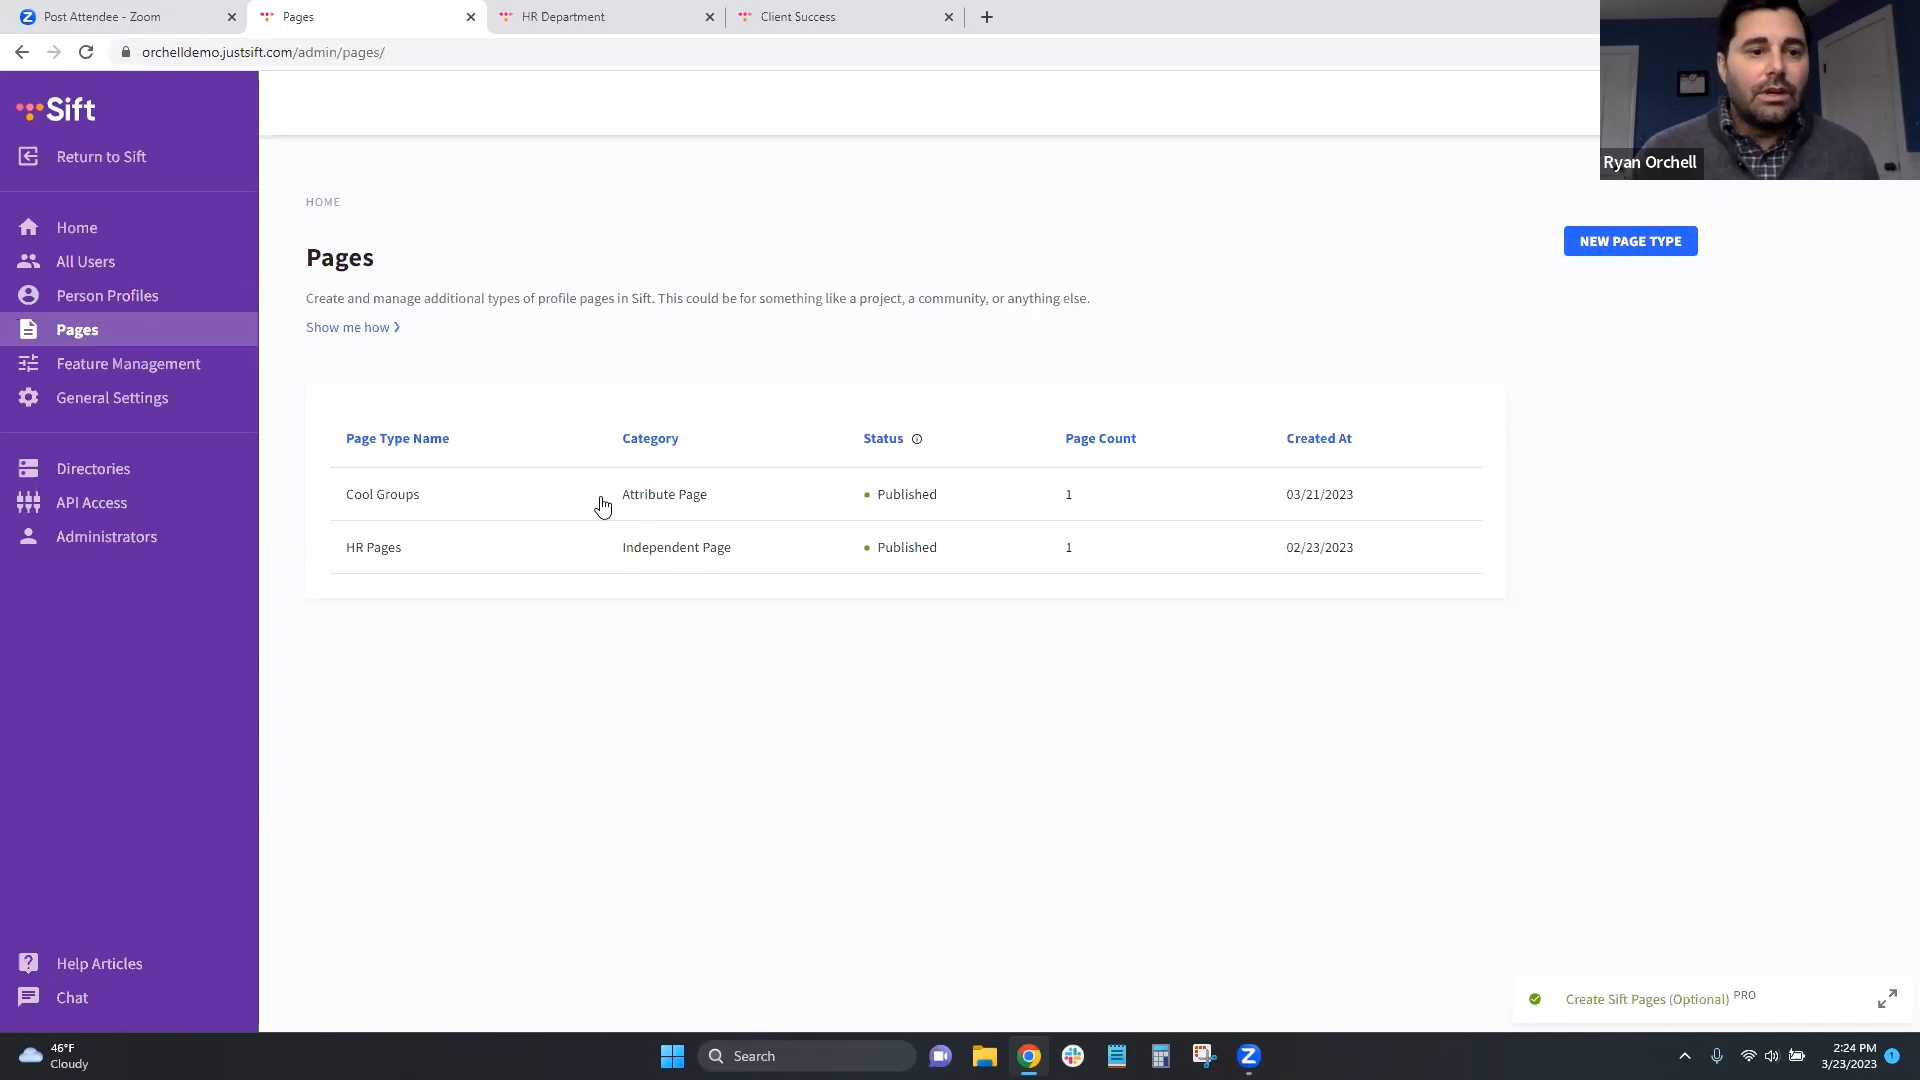 Post Attendee - Zoom
Pages
HR Department
Client Success
orchelldemo.justsift.com/admin/pages/
Ryan Orchell
Sift
Return to Sift
Home
All Users
Person Profiles
Pages
Feature Management
General Settings
Directories
API Access
Administrators
Help Articles
Chat
HOME
Pages
NEW PAGE TYPE
Create and manage additional types of profile pages in Sift. This could be for something like a project, a community, or anything else.
Show me how
Page Type Name Category Status Page Count Created At
Cool Groups Attribute Page Published 1 03/21/2023
HR Pages Independent Page Published 1 02/23/2023
Create Sift Pages (Optional) PRO
46°F
Cloudy
Search
2:24 PM
3/23/2023
1